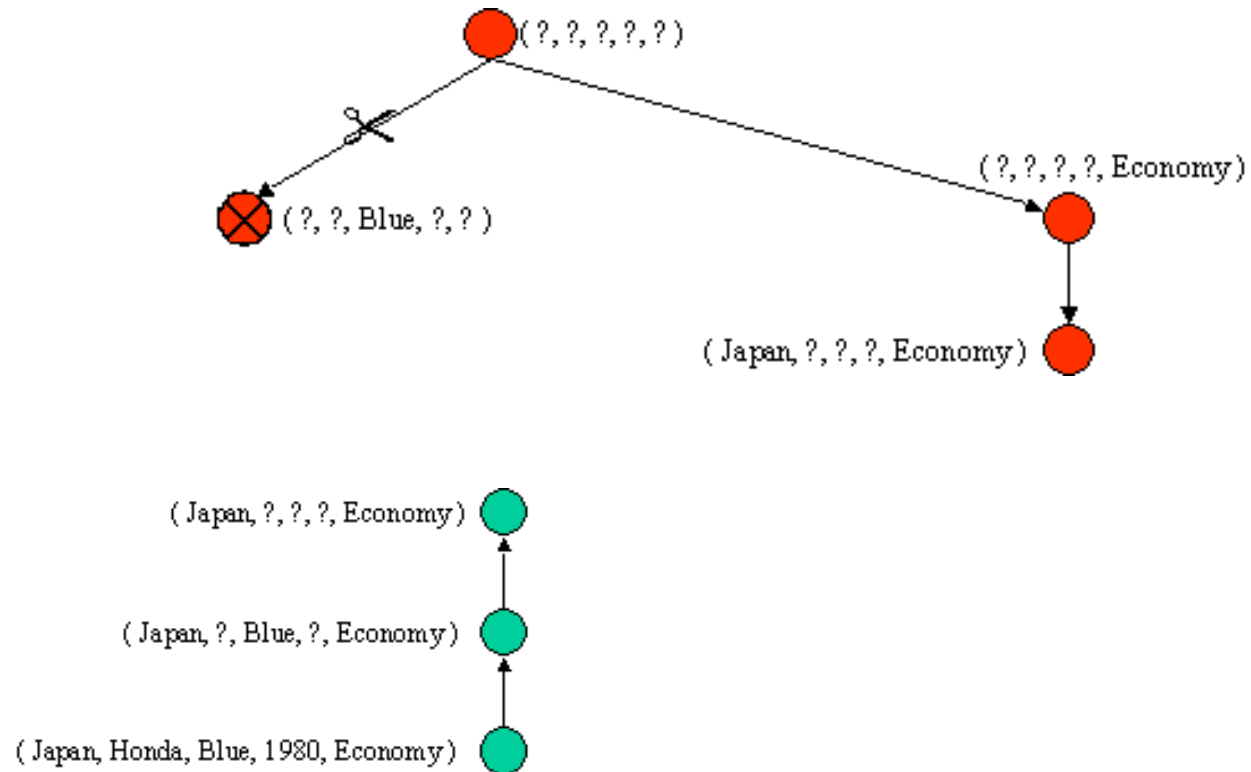 ( ?, ?, ?, ?, ? )
( ?, ?, ?, ?, Economy )
( ?, ?, Blue, ?, ? )
( Japan, ?, ?, ?, Economy )
( Japan, ?, ?, ?, Economy )
( Japan, ?, Blue, ?, Economy )
( Japan, Honda, Blue, 1980, Economy )